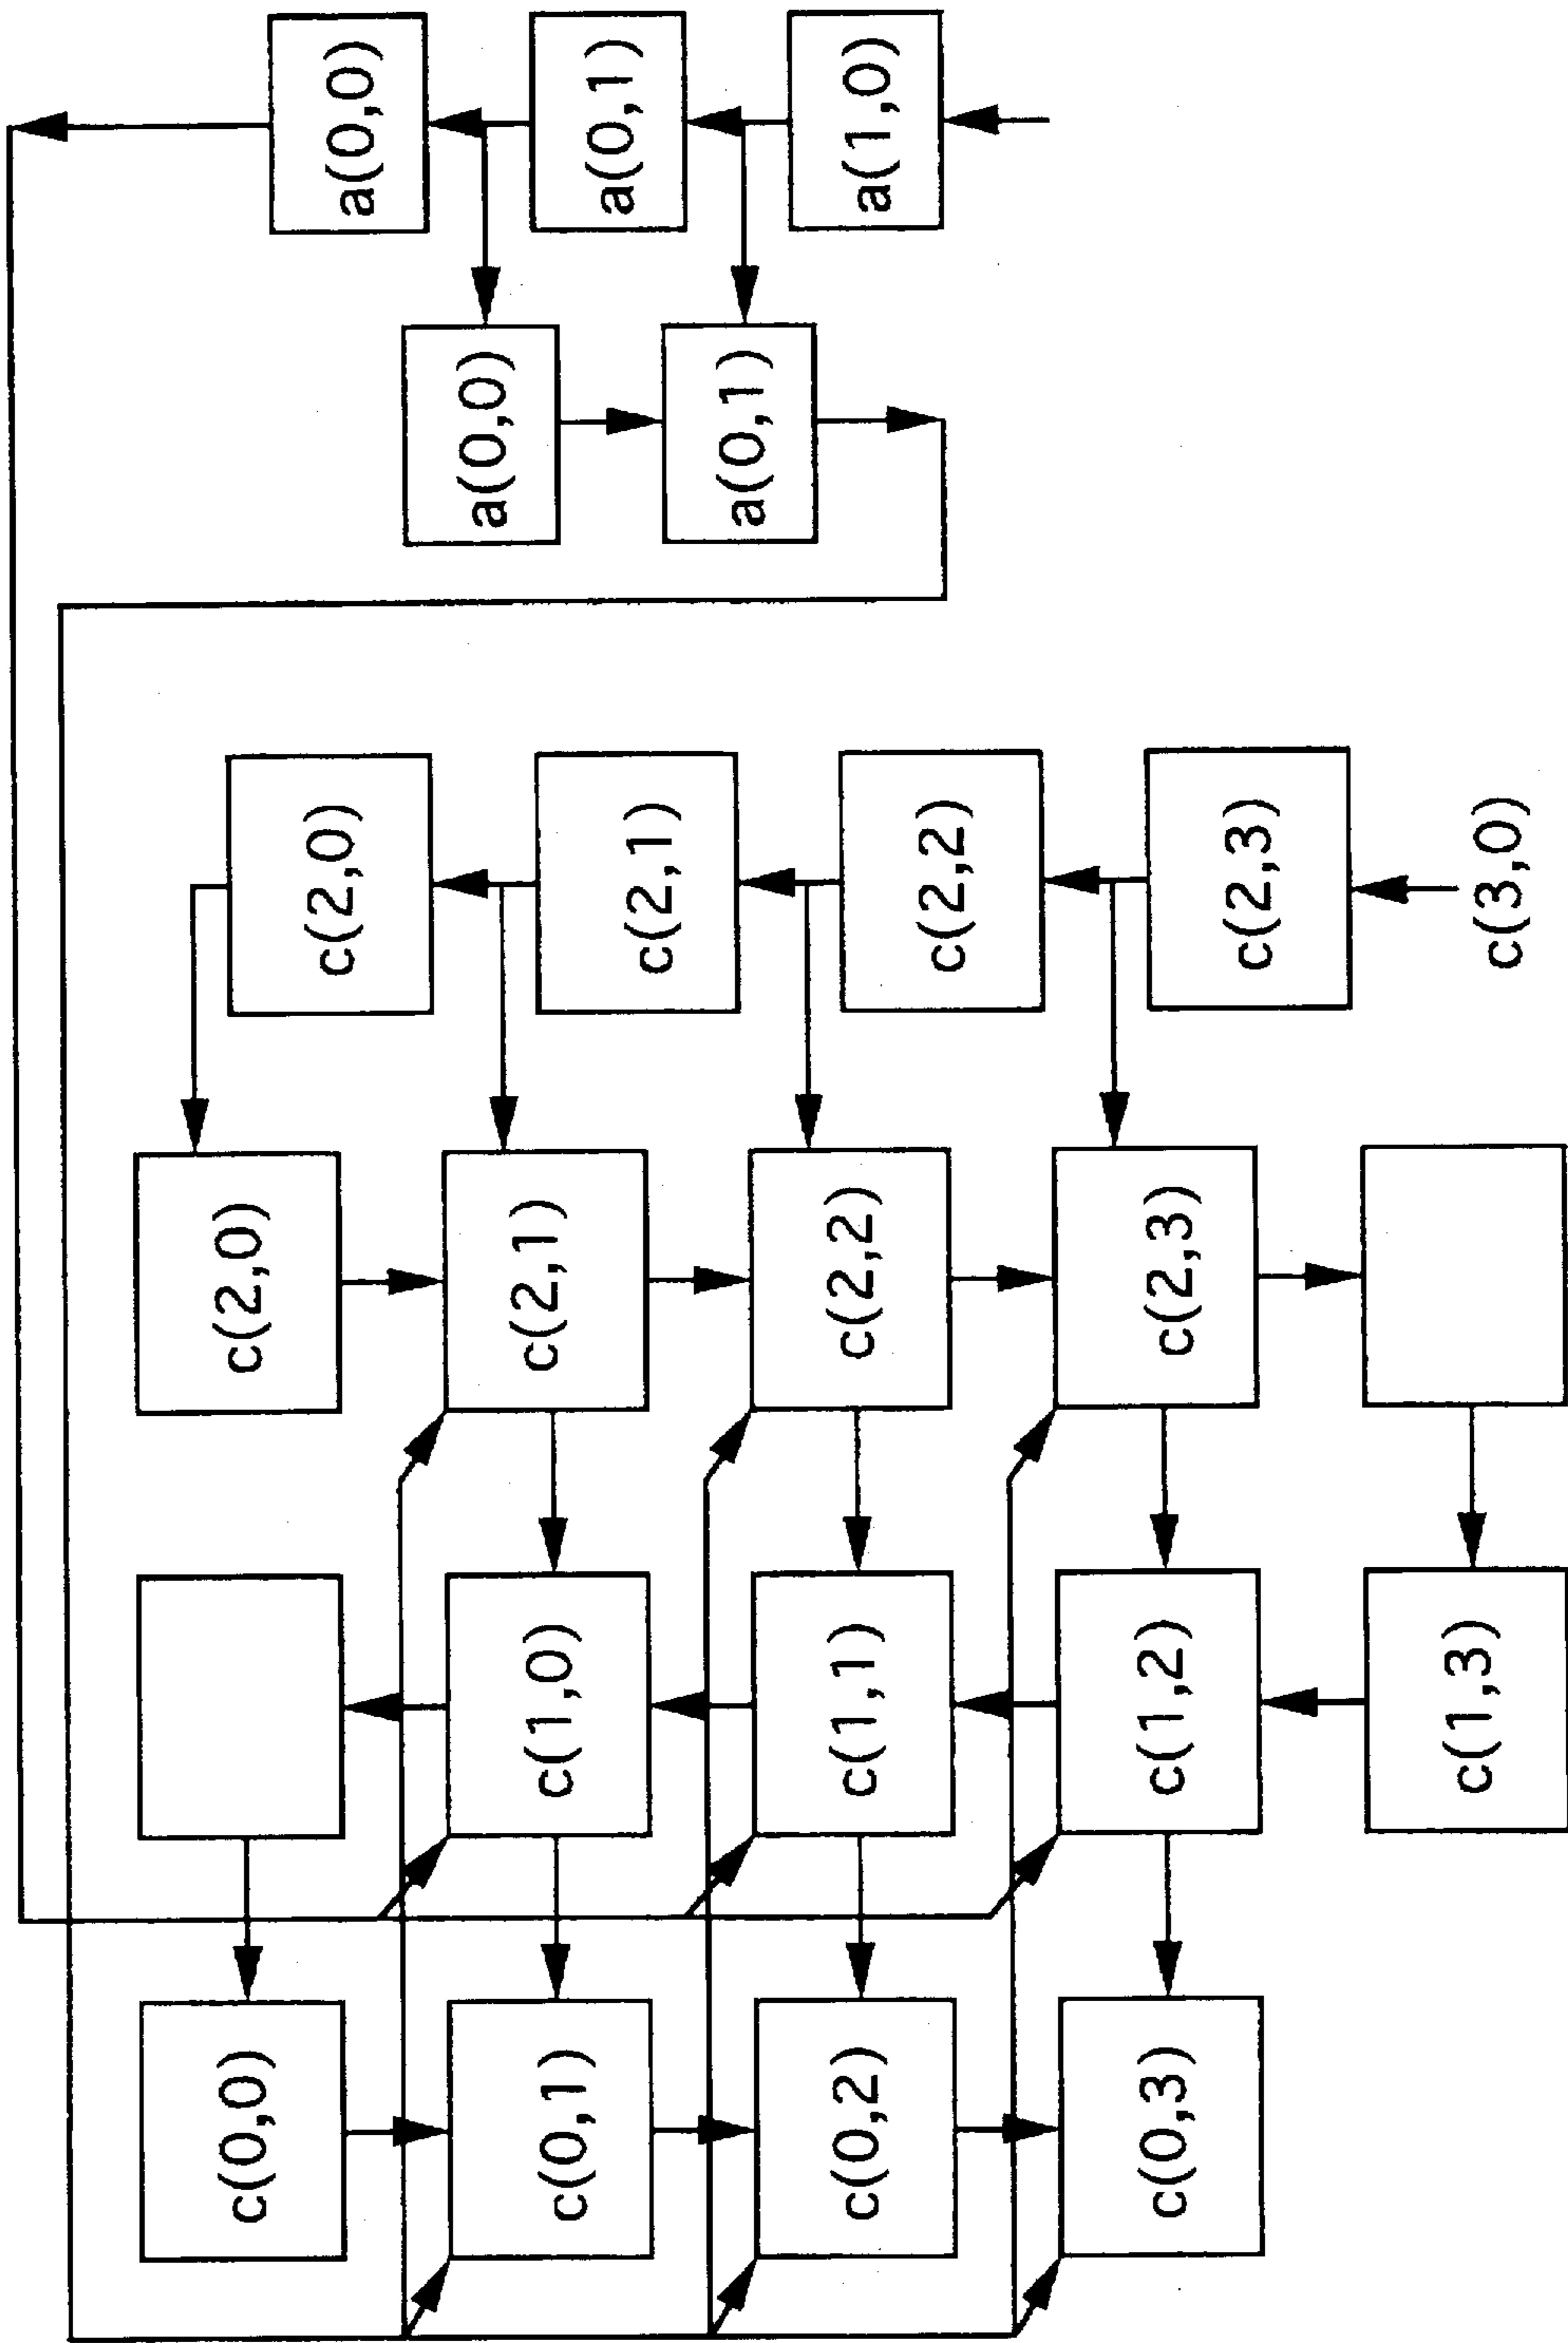 c(0,0)
c(2,0)
c(2,0)
a(0,0)
a(0,0)
c(0,1)
c(1,0)
c(2,1)
c(2,1)
a(0,1)
a(0,1)
c(0,2)
c(1,1)
c(2,2)
c(2,2)
a(1,0)
c(0,3)
c(1,2)
c(2,3)
c(2,3)
c(1,3)
c(3,0)